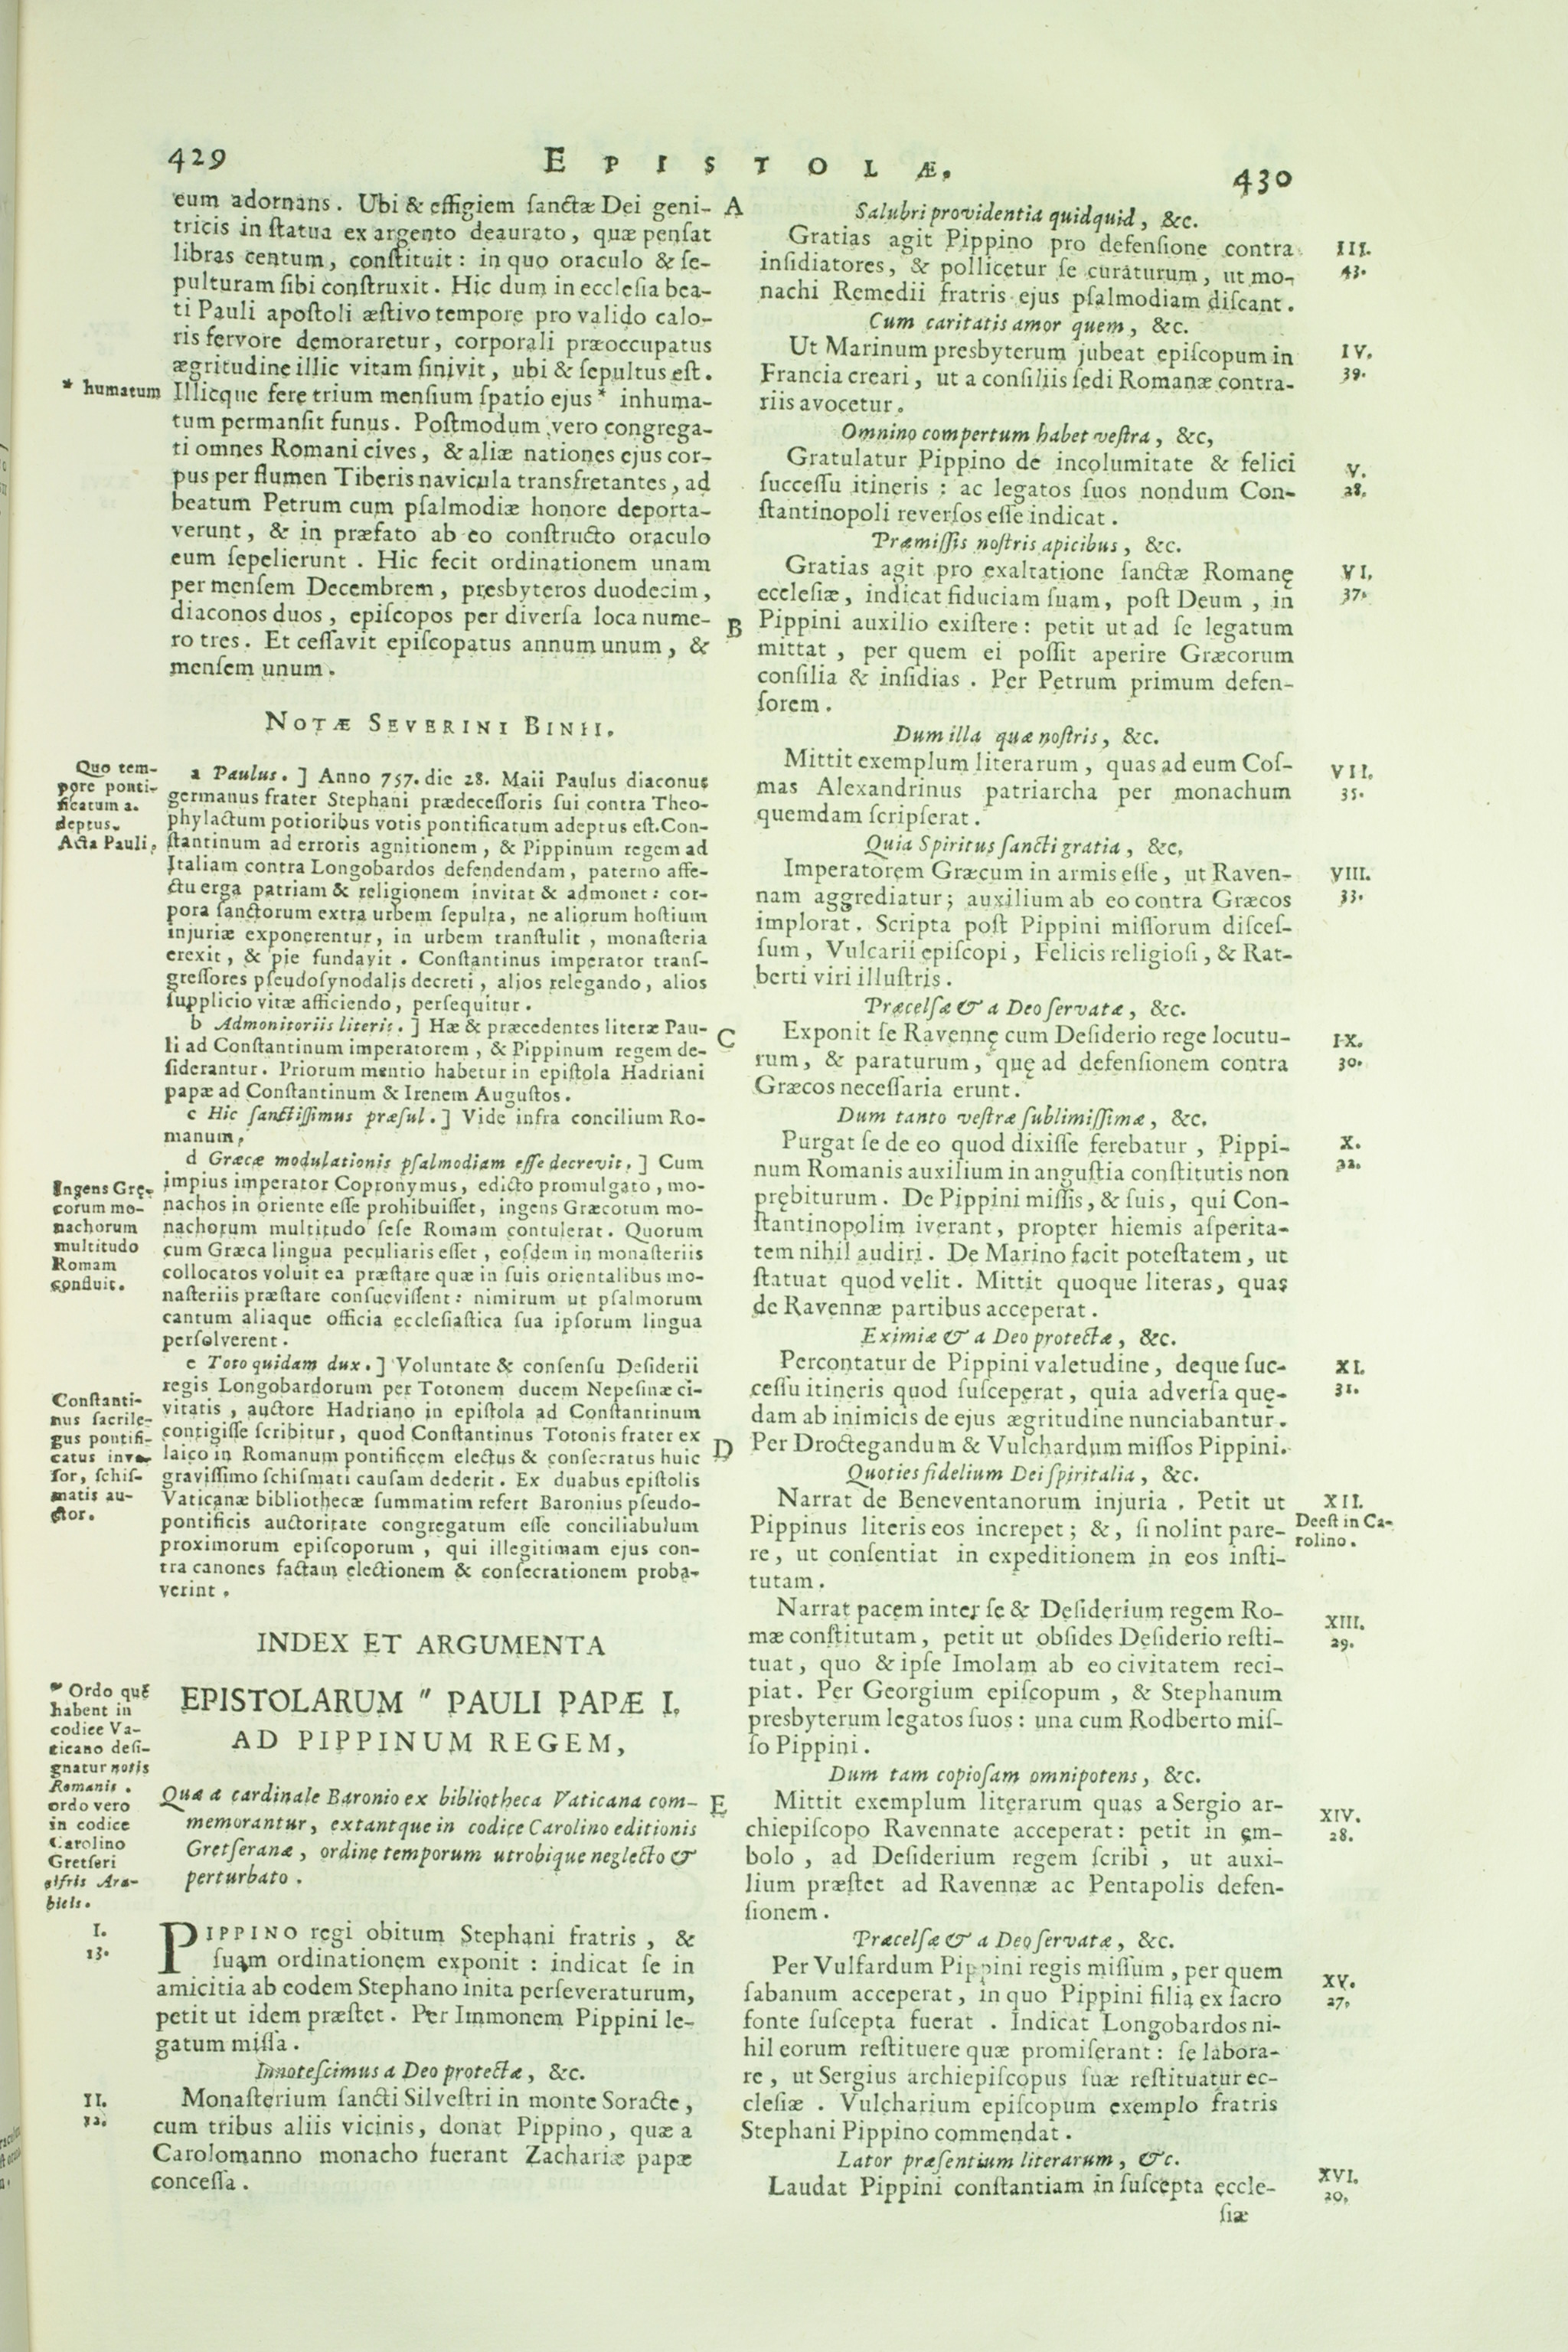 429
EPISTOLÆ.
430
eum adornans. Ubi & effigiem ſanctæ Dei geni-
tricis in ſtatua ex argento deaurato, quæ penſat
libras centum, conſtituit: in quo oraculo & ſe-
pulturam ſibi conſtruxit. Hic dum in eccleſia bea-
ti Pauli apoſtoli æſtivo tempore pro valido calo-
ris fervore demoraretur, corporali præoccupatus
ægritudine illic vitam finivit, ubi & ſepultus eſt.
* humatum
Illicque fere trium menſium ſpatio ejus * inhuma-
tum permanſit funus. Poſtmodum vero congrega-
ti omnes Romani cives, & aliæ nationes ejus cor-
pus per flumen Tiberis navicula transfretantes, ad
beatum Petrum cum pſalmodiæ honore deporta-
verunt, & in præfato ab eo conſtructo oraculo
eum ſepelierunt. Hic fecit ordinationem unam
per menſem Decembrem, presbyteros duodecim,
diaconos duos, epiſcopos per diverſa loca nume-
ro tres. Et ceſſavit epiſcopatus annum unum, &
menſem unum.
NOTÆ SEVERINI BINII.
Quo tem-
pore ponti-
ficatum a-
deptus.
Acta Pauli.
a Paulus. ] Anno 757. die 28. Maii Paulus diaconus
germanus frater Stephani prædeceſſoris ſui contra Theo-
phylactum potioribus votis pontificatum adeptus eſt. Con-
ſtantinum ad erroris agnitionem, & Pippinum regem ad
Italiam contra Longobardos defendendam, paterno affe-
ctu erga patriam & religionem invitat & admonet: cor-
pora ſanctorum extra urbem ſepulta, ne aliorum hoſtium
injuriæ exponerentur, in urbem tranſtulit, monaſteria
erexit, & pie fundavit. Conſtantinus imperator tranſ-
greſſores pſeudoſynodalis decreti, alios relegando, alios
ſupplicio vitæ afficiendo, perſequitur.
b Admonitoriis literis. ] Hæ & præcedentes literæ Pau-
li ad Conſtantinum imperatorem, & Pippinum regem de-
ſiderantur. Priorum mentio habetur in epiſtola Hadriani
papæ ad Conſtantinum & Irenem Auguſtos.
c Hic ſanctiſſimus præſul. ] Vide infra concilium Ro-
manum.
d Græcæ modulationis pſalmodiam eſſe decrevit. ] Cum
impius imperator Copronymus, edicto promulgato, mo-
nachos in oriente eſſe prohibuiſſet, ingens Græcorum mo-
nachorum multitudo ſeſe Romam contulerat. Quorum
cum Græca lingua peculiaris eſſet, eoſdem in monaſteriis
collocatos voluit ea præſtare quæ in ſuis orientalibus mo-
naſteriis præſtare conſueviſſent: nimirum ut pſalmorum
cantum aliaque officia eccleſiaſtica ſua ipſorum lingua
perſolverent.
Ingens Grę-
corum mo-
nachorum
multitudo
Romam
confluit.
e Toto quidam dux. ] Voluntate & conſenſu Deſiderii
regis Longobardorum per Totonem ducem Nepeſinæ ci-
vitatis, auctore Hadriano in epiſtola ad Conſtantinum
contigiſſe ſcribitur, quod Conſtantinus Totonis frater ex
laico in Romanum pontificem electus & conſecratus huic
graviſſimo ſchiſmati cauſam dederit. Ex duabus epiſtolis
Vaticanæ bibliothecæ ſummatim refert Baronius pſeudo-
pontificis auctoritate congregatum eſſe conciliabulum
proximorum epiſcoporum, qui illegitimam ejus con-
tra canones factam electionem & conſecrationem proba-
verint.
Conſtanti-
nus ſacrile-
gus pontifi-
catus inva-
ſor, ſchiſ-
matis au-
ctor.
INDEX ET ARGUMENTA
EPISTOLARUM " PAULI PAPÆ I.
AD PIPPINUM REGEM,
" Ordo quę
habent in
codice Va-
ticano deſi-
gnatur notis
Romanis.
ordo vero
in codice
Carolino
Gretſeri
cifris Ara-
bicis.
Quæ a cardinale Baronio ex bibliotheca Vaticana com-
memorantur, extantque in codice Carolino editionis
Gretſeranæ, ordine temporum utrobique neglecto &
perturbato.
I.
13.
PIPPINO regi obitum Stephani fratris, &
ſuam ordinationem exponit: indicat ſe in
amicitia ab eodem Stephano inita perſeveraturum,
petit ut idem præſtet. Per Immonem Pippini le-
gatum miſſa.
Innoteſcimus a Deo protectæ, &c.
II.
12.
Monaſterium ſancti Silveſtri in monte Soracte,
cum tribus aliis vicinis, donat Pippino, quæ a
Carolomanno monacho fuerant Zachariæ papæ
conceſſa.
A
B
C
D
E
Salubri providentia quidquid, &c.
III.
43.
Gratias agit Pippino pro defenſione contra
inſidiatores, & pollicetur ſe curaturum, ut mo-
nachi Remedii fratris ejus pſalmodiam diſcant.
Cum caritatis amor quem, &c.
IV.
39.
Ut Marinum presbyterum jubeat epiſcopum in
Francia creari, ut a conſiliis ſedi Romanæ contra-
riis avocetur.
Omnino compertum habet veſtra, &c,
V.
28.
Gratulatur Pippino de incolumitate & felici
ſucceſſu itineris: ac legatos ſuos nondum Con-
ſtantinopoli reverſos eſſe indicat.
Præmiſſis noſtris apicibus, &c.
VI.
37.
Gratias agit pro exaltatione ſanctæ Romanę
eccleſiæ, indicat fiduciam ſuam, poſt Deum, in
Pippini auxilio exiſtere: petit ut ad ſe legatum
mittat, per quem ei poſſit aperire Græcorum
conſilia & inſidias. Per Petrum primum defen-
ſorem.
Dum illa quæ noſtris, &c.
VII.
35.
Mittit exemplum literarum, quas ad eum Coſ-
mas Alexandrinus patriarcha per monachum
quemdam ſcripſerat.
Quia Spiritus ſancti gratia, &c.
VIII.
33.
Imperatorem Græcum in armis eſſe, ut Raven-
nam aggrediatur; auxilium ab eo contra Græcos
implorat. Scripta poſt Pippini miſſorum diſceſ-
ſum, Vulcarii epiſcopi, Felicis religioſi, & Rat-
berti viri illuſtris.
Præcelſæ & a Deo ſervatæ, &c.
IX.
30.
Exponit ſe Ravennę cum Deſiderio rege locutu-
rum, & paraturum, quę ad defenſionem contra
Græcos neceſſaria erunt.
Dum tanto veſtræ ſublimiſſimæ, &c.
X.
32.
Purgat ſe de eo quod dixiſſe ferebatur, Pippi-
num Romanis auxilium in anguſtia conſtitutis non
prębiturum. De Pippini miſſis, & ſuis, qui Con-
ſtantinopolim iverant, propter hiemis aſperita-
tem nihil audiri. De Marino facit poteſtatem, ut
ſtatuat quod velit. Mittit quoque literas, quas
de Ravennæ partibus acceperat.
Eximiæ & a Deo protectæ, &c.
XI.
31.
Percontatur de Pippini valetudine, deque ſuc-
ceſſu itineris quod ſuſceperat, quia adverſa quę-
dam ab inimicis de ejus ægritudine nunciabantur.
Per Droctegandum & Vulchardum miſſos Pippini.
Quoties fidelium Dei ſpiritalia, &c.
XII.
Deeſt in Ca-
rolino.
Narrat de Beneventanorum injuria. Petit ut
Pippinus literis eos increpet; &, ſi nolint pare-
re, ut conſentiat in expeditionem in eos inſti-
tutam.
XIII.
29.
Narrat pacem inter ſe & Deſiderium regem Ro-
mæ conſtitutam, petit ut obſides Deſiderio reſti-
tuat, quo & ipſe Imolam ab eo civitatem reci-
piat. Per Georgium epiſcopum, & Stephanum
presbyterum legatos ſuos: una cum Rodberto miſ-
ſo Pippini.
Dum tam copioſam omnipotens, &c.
XIV.
28.
Mittit exemplum literarum quas a Sergio ar-
chiepiſcopo Ravennate acceperat: petit in em-
bolo, ad Deſiderium regem ſcribi, ut auxi-
lium præſtet ad Ravennæ ac Pentapolis defen-
ſionem.
Præcelſæ & a Deo ſervatæ, &c.
XV.
27.
Per Vulfardum Pippini regis miſſum, per quem
ſabanum acceperat, in quo Pippini filia ex ſacro
fonte ſuſcepta fuerat. Indicat Longobardos ni-
hil eorum reſtituere quæ promiſerant: ſe labora-
re, ut Sergius archiepiſcopus ſuæ reſtituatur ec-
cleſiæ. Vulcharium epiſcopum exemplo fratris
Stephani Pippino commendat.
Lator præſentium literarum, &c.
XVI.
20.
Laudat Pippini conſtantiam in ſuſcepta eccle-
ſiæ